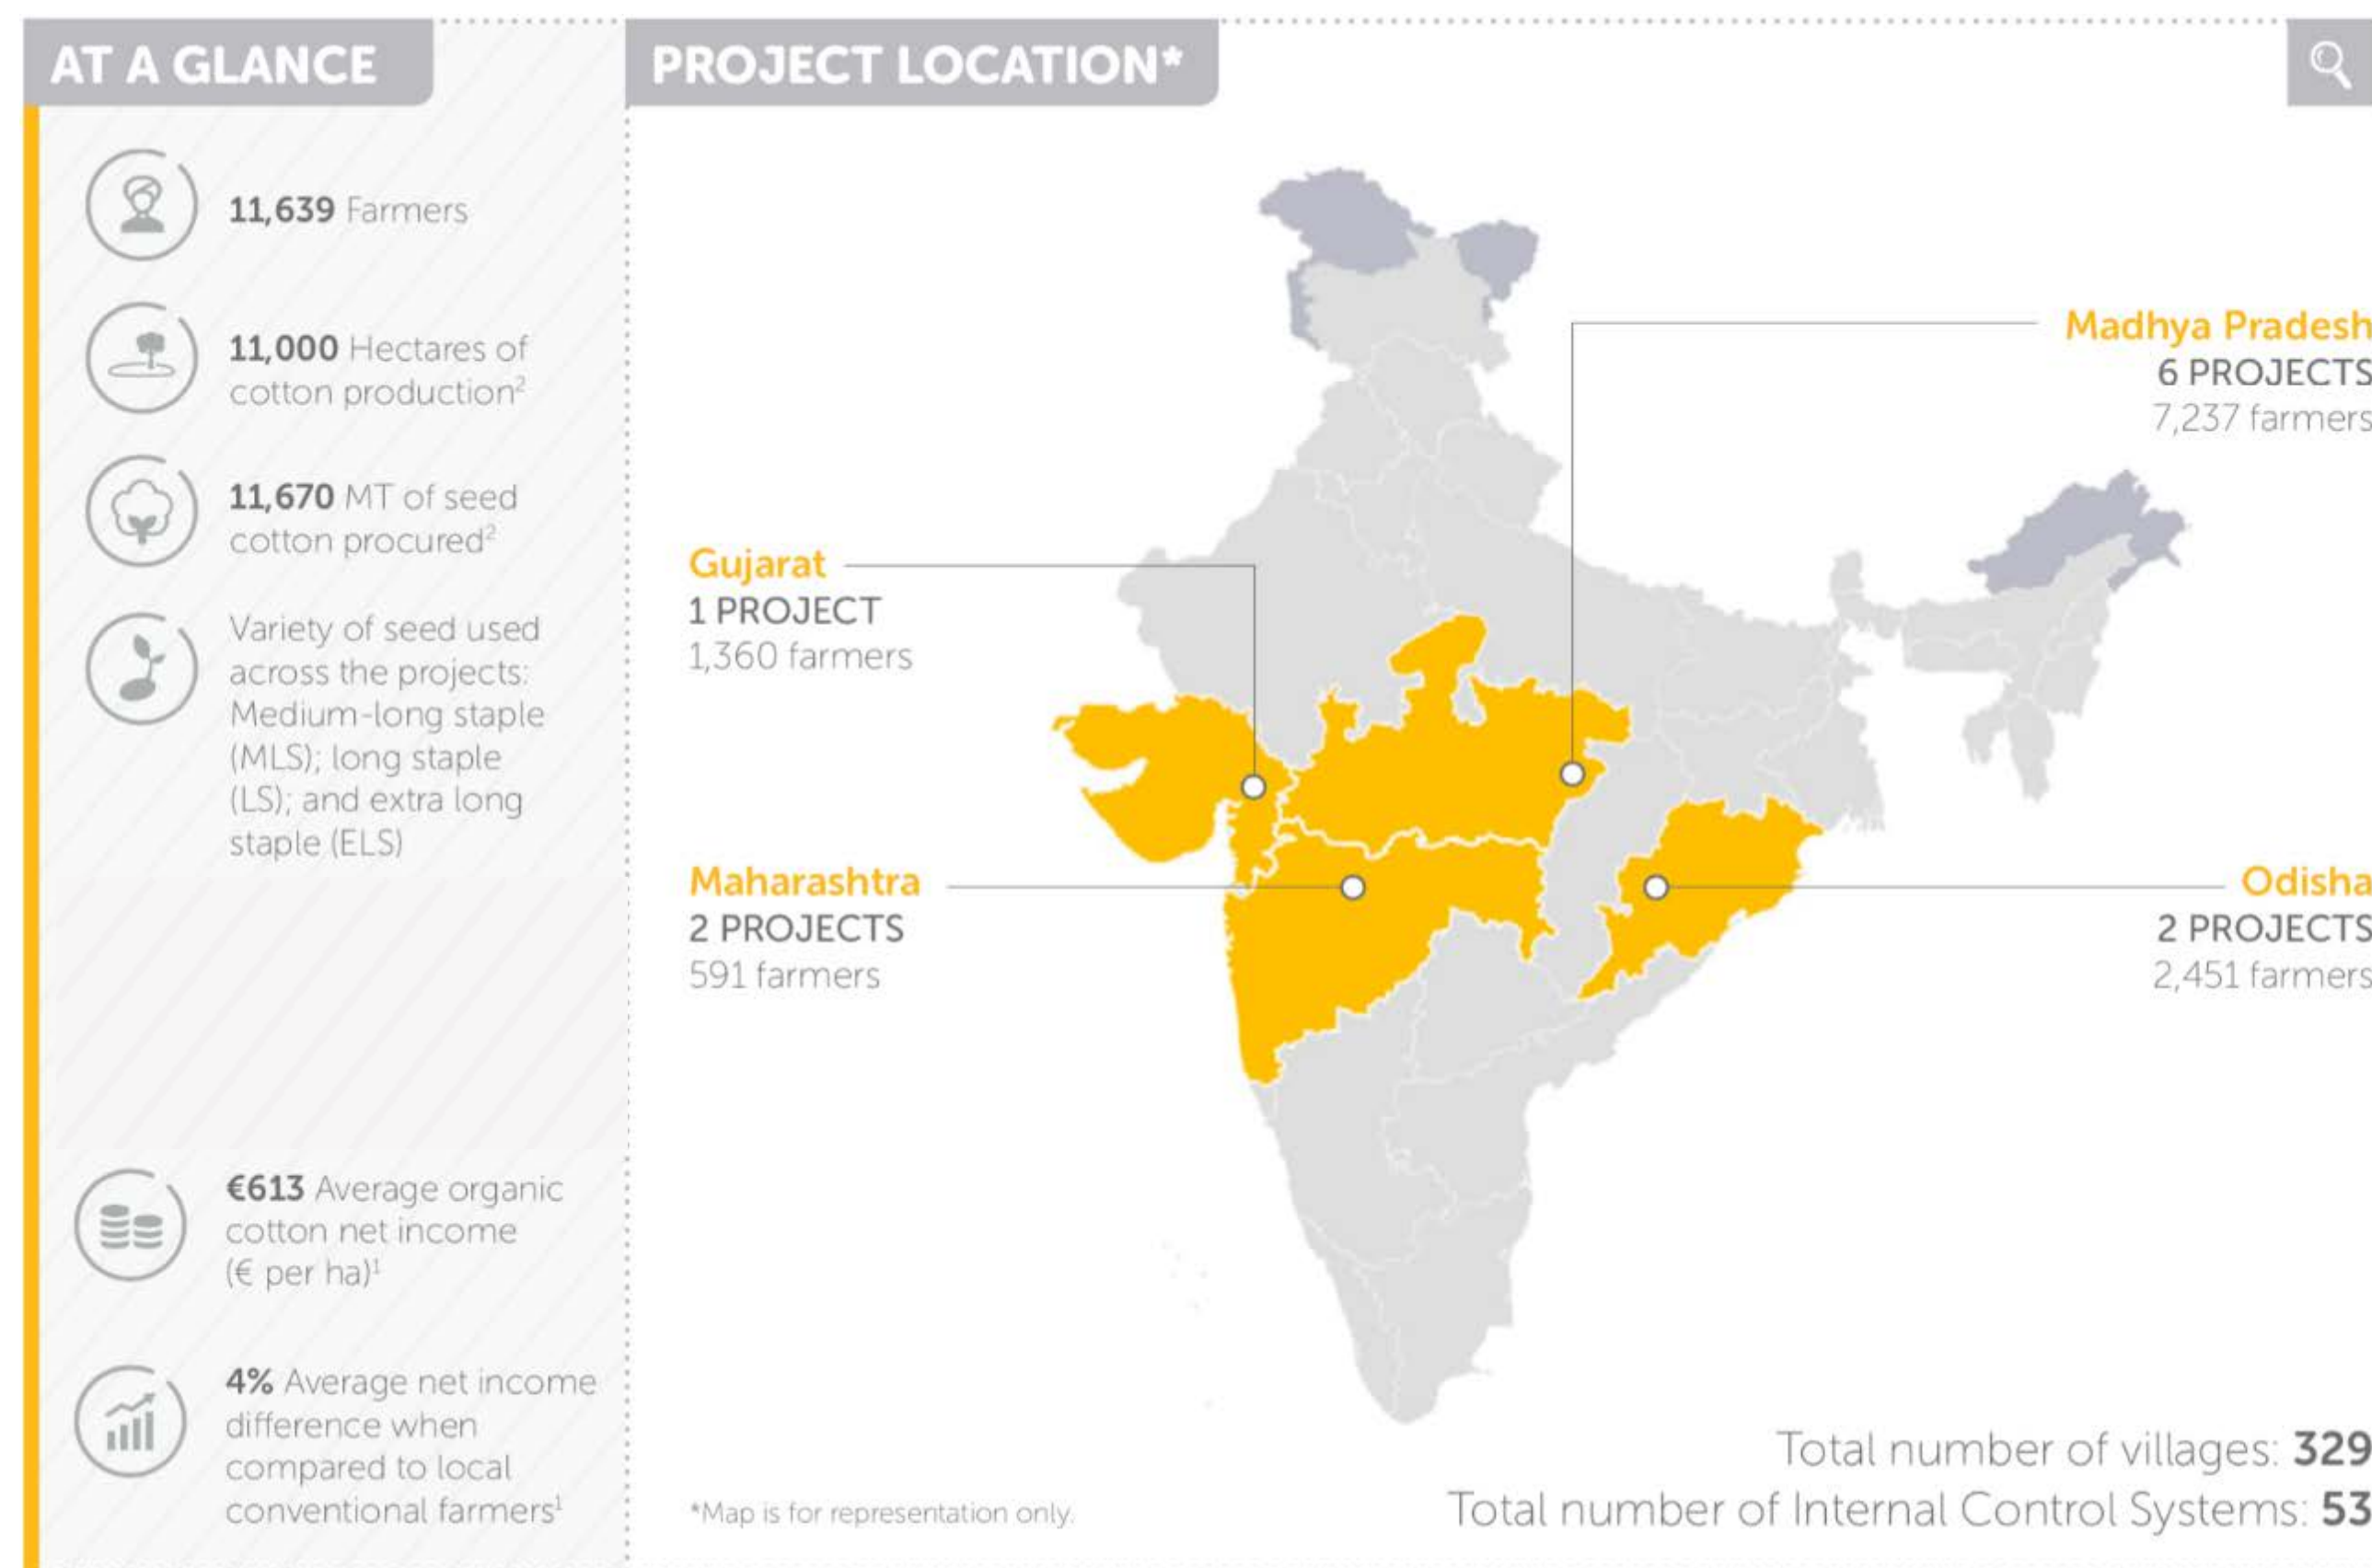 AT A GLANCE
11,639 Farmers
11,000 Hectares of
cotton production²
11,670 MT of seed
cotton procured²
Variety of seed used
across the projects:
Medium-long staple
(MLS); long staple
(LS); and extra long
staple (ELS)
€613 Average organic
cotton net income
(€ per ha)¹
4% Average net income
difference when
compared to local
conventional farmers¹
PROJECT LOCATION*
Madhya Pradesh
6 PROJECTS
7,237 farmers
Gujarat
1 PROJECT
1,360 farmers
Maharashtra
2 PROJECTS
591 farmers
Odisha
2 PROJECTS
2,451 farmers
Total number of villages: 329
Total number of Internal Control Systems: 53
*Map is for representation only.